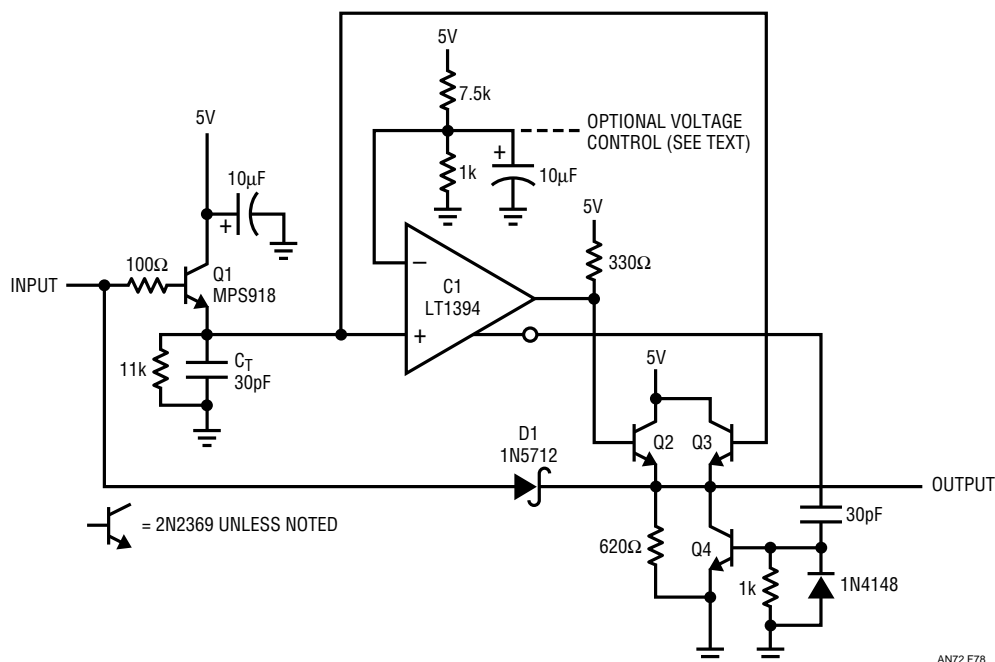 5V
7.5k
OPTIONAL VOLTAGE
CONTROL (SEE TEXT)
5V
10µF
+
1k
+
10µF
5V
330Ω
INPUT
100Ω
Q1
MPS918
–
C1
LT1394
+
11k
CT
30pF
5V
Q2
Q3
D1
1N5712
OUTPUT
30pF
= 2N2369 UNLESS NOTED
620Ω
Q4
1k
1N4148
AN72 F78